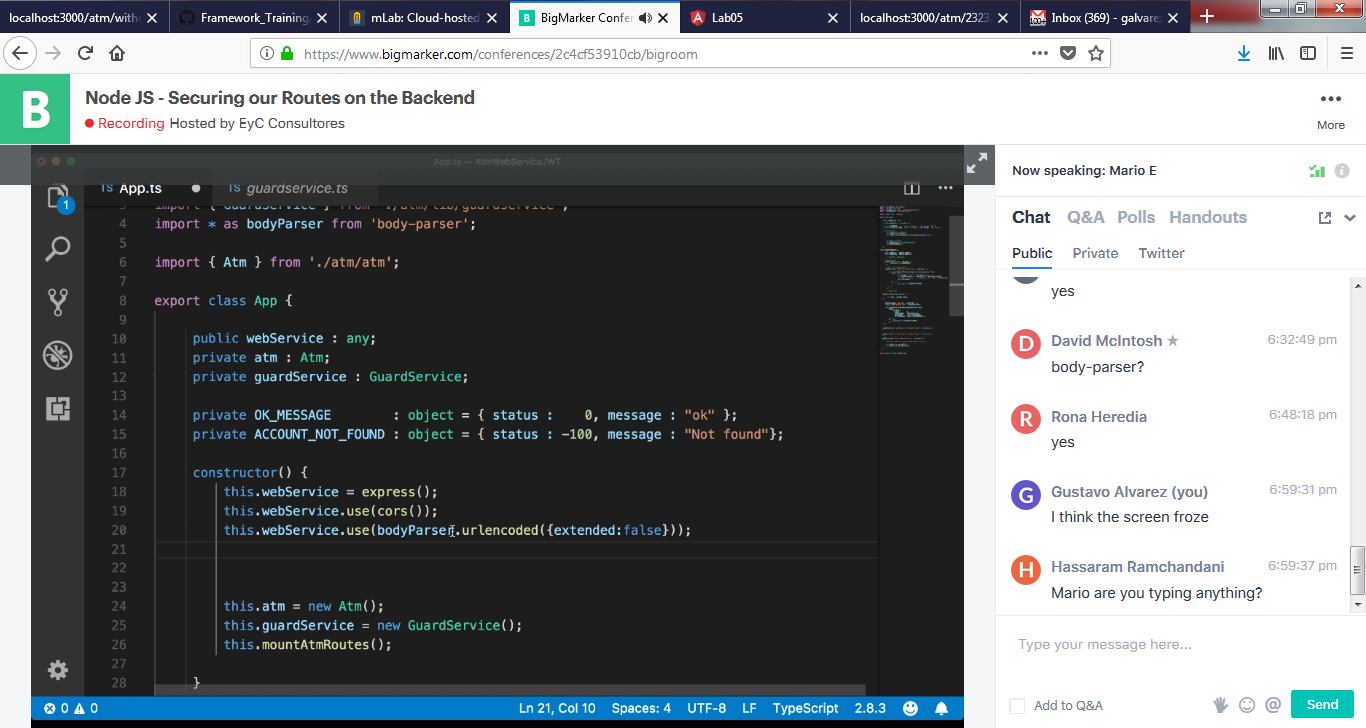 localhost:3000/atm/with
Framework_Training
mLab: Cloud-hosted
BigMarker Confer
Lab05
localhost:3000/atm/2323
Inbox (369) - galvare
https://www.bigmarker.com/conferences/2c4cf53910cb/bigroom
B
Node JS - Securing our Routes on the Backend
Recording Hosted by EyC Consultores
More
App.ts — AtmWebServiceJWT
TS App.ts
TS guardservice.ts
1
3 import { GuardService } from './atm/lib/guardservice';
4 import * as bodyParser from 'body-parser';
5
6 import { Atm } from './atm/atm';
7
8 export class App {
9
10 public webService : any;
11 private atm : Atm;
12 private guardService : GuardService;
13
14 private OK_MESSAGE : object = { status : 0, message : "ok" };
15 private ACCOUNT_NOT_FOUND : object = { status : -100, message : "Not found"};
16
17 constructor() {
18 this.webService = express();
19 this.webService.use(cors());
20 this.webService.use(bodyParser.urlencoded({extended:false}));
21
22
23
24 this.atm = new Atm();
25 this.guardService = new GuardService();
26 this.mountAtmRoutes();
27
28 }
0 0
Ln 21, Col 10 Spaces: 4 UTF-8 LF TypeScript 2.8.3
Now speaking: Mario E
Chat Q&A Polls Handouts
Public Private Twitter
yes
D David McIntosh 6:32:49 pm
body-parser?
R Rona Heredia 6:48:18 pm
yes
G Gustavo Alvarez (you) 6:59:31 pm
I think the screen froze
H Hassaram Ramchandani 6:59:37 pm
Mario are you typing anything?
Type your message here...
Add to Q&A
Send